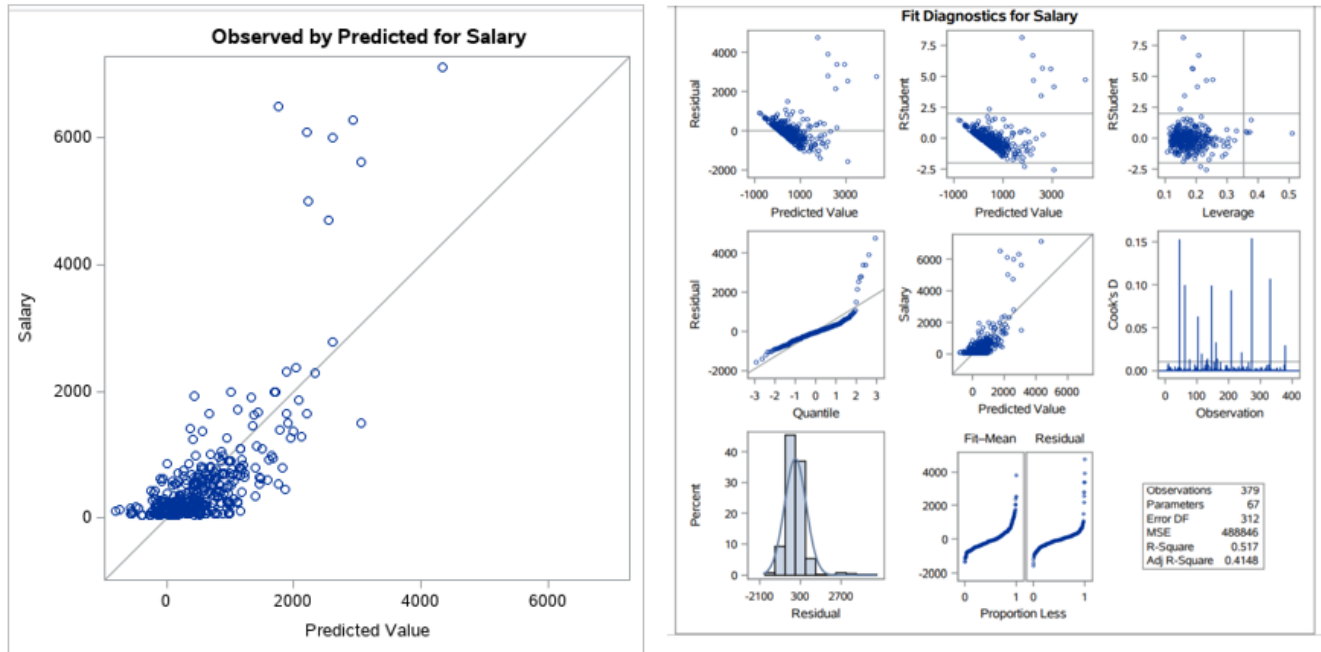 Observed by Predicted for Salary
6000
4000
2000
0
Salary
0 2000 4000 6000
Predicted Value
Fit Diagnostics for Salary
4000
2000
0
-2000
Residual
-1000 1000 3000
Predicted Value
7.5
5.0
2.5
0.0
-2.5
RStudent
-1000 1000 3000
Predicted Value
7.5
5.0
2.5
0.0
-2.5
RStudent
0.1 0.2 0.3 0.4 0.5
Leverage
4000
2000
0
-2000
Residual
-3 -2 -1 0 1 2 3
Quantile
6000
4000
2000
0
Salary
0 2000 4000 6000
Predicted Value
0.15
0.10
0.05
0.00
Cook's D
0 100 200 300 400
Observation
40
30
20
10
0
Percent
-2100 300 2700
Residual
Fit–Mean Residual
4000
2000
0
-2000
0 1 0 1
Proportion Less
Observations 379
Parameters 67
Error DF 312
MSE 488846
R-Square 0.517
Adj R-Square 0.4148